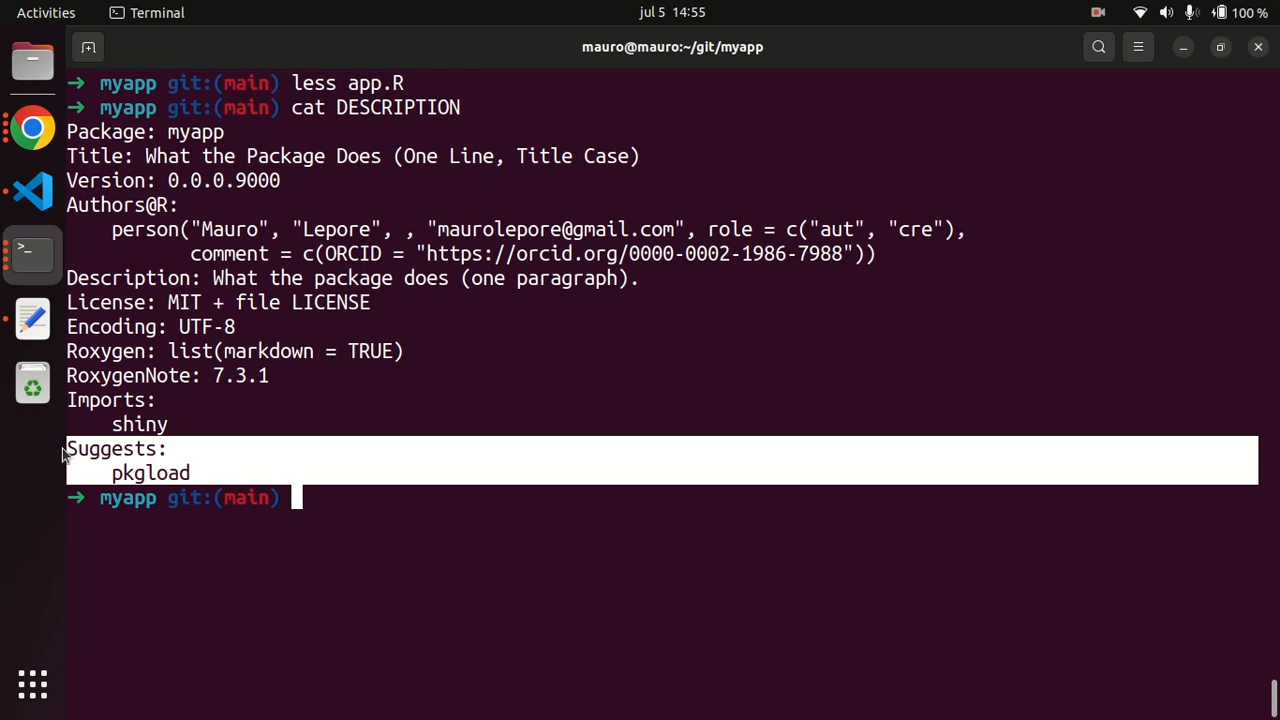 Activities
Terminal
jul 5 14:55
100 %
mauro@mauro:~/git/myapp
→ myapp git:(main) less app.R
→ myapp git:(main) cat DESCRIPTION
Package: myapp
Title: What the Package Does (One Line, Title Case)
Version: 0.0.0.9000
Authors@R:
    person("Mauro", "Lepore", , "maurolepore@gmail.com", role = c("aut", "cre"),
           comment = c(ORCID = "https://orcid.org/0000-0002-1986-7988"))
Description: What the package does (one paragraph).
License: MIT + file LICENSE
Encoding: UTF-8
Roxygen: list(markdown = TRUE)
RoxygenNote: 7.3.1
Imports:
    shiny
Suggests:
    pkgload
→ myapp git:(main)